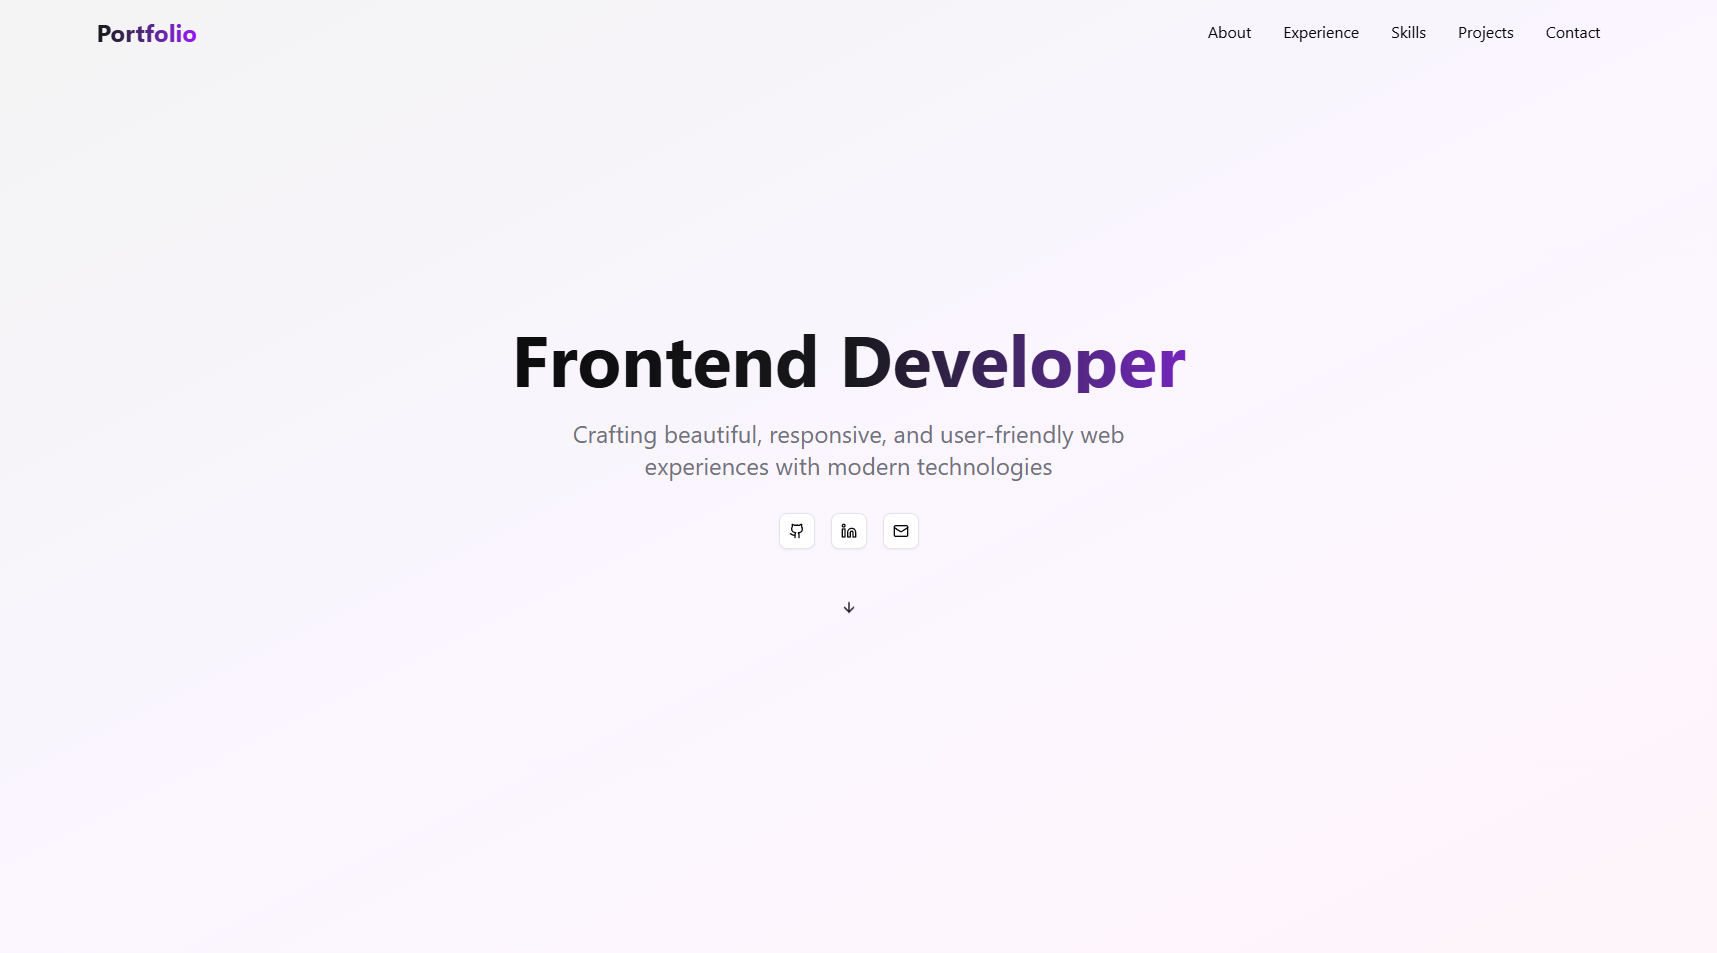 Portfolio
About
Experience
Skills
Projects
Contact
Frontend Developer
Crafting beautiful, responsive, and user-friendly web
experiences with modern technologies